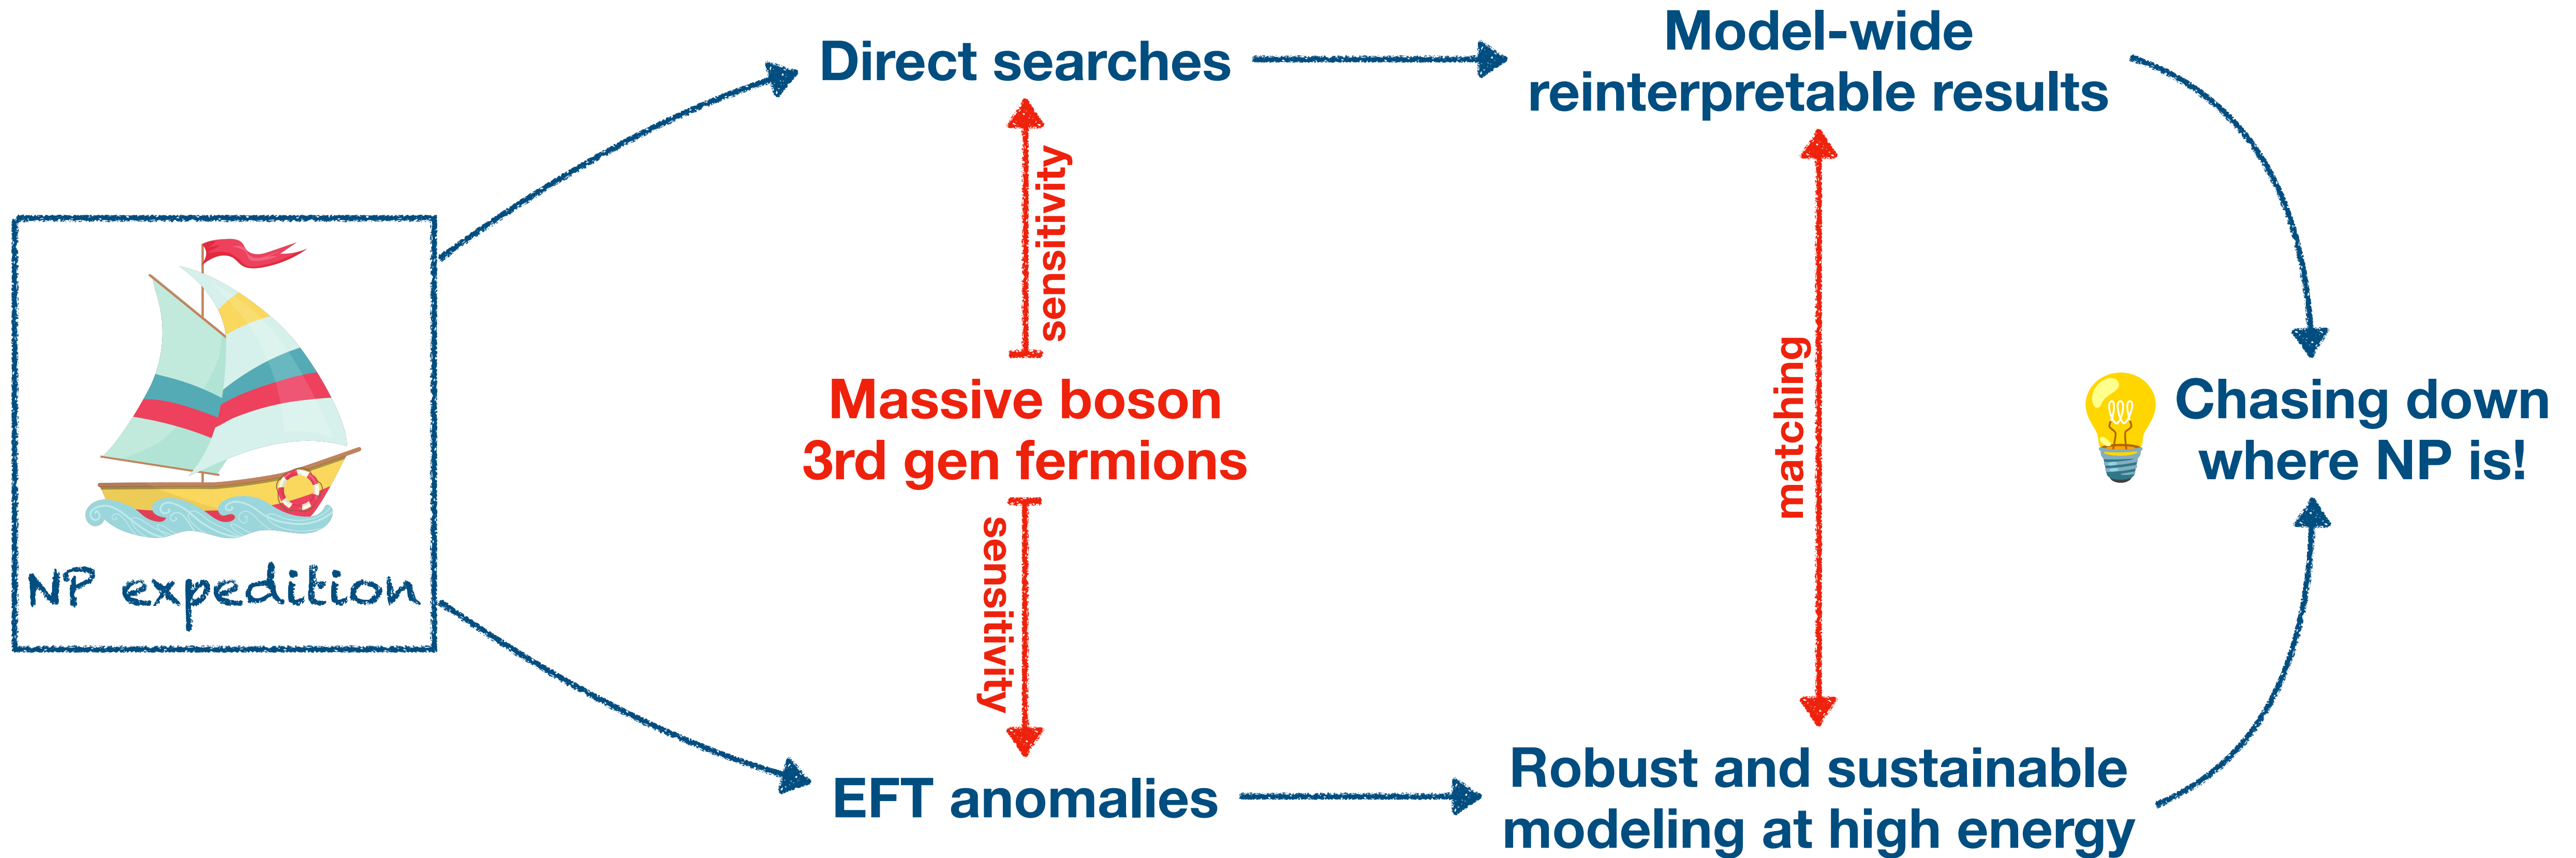 Direct searches
Model-wide
reinterpretable results
sensitivity
Massive boson
3rd gen fermions
matching
Chasing down
where NP is!
sensitivity
NP expedition
EFT anomalies
Robust and sustainable
modeling at high energy